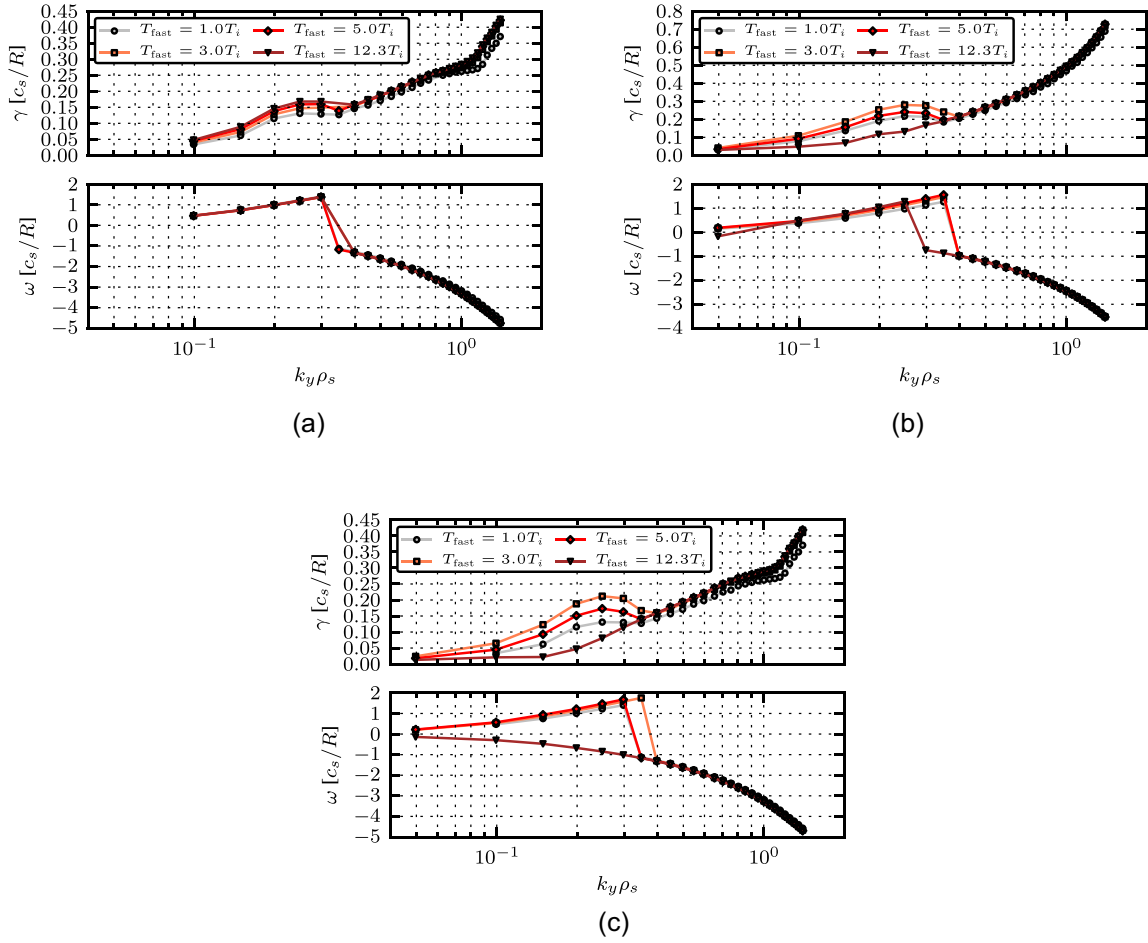 0.45
0.40
0.35
0.30
0.25
0.20
0.15
0.10
0.05
0.00
γ [c_s/R]
T_fast = 1.0T_i
T_fast = 3.0T_i
T_fast = 5.0T_i
T_fast = 12.3T_i
2
1
0
−1
−2
−3
−4
−5
ω [c_s/R]
10^−1
10^0
k_yρ_s
(a)
0.8
0.7
0.6
0.5
0.4
0.3
0.2
0.1
0.0
γ [c_s/R]
T_fast = 1.0T_i
T_fast = 3.0T_i
T_fast = 5.0T_i
T_fast = 12.3T_i
2
1
0
−1
−2
−3
−4
ω [c_s/R]
10^−1
10^0
k_yρ_s
(b)
0.45
0.40
0.35
0.30
0.25
0.20
0.15
0.10
0.05
0.00
γ [c_s/R]
T_fast = 1.0T_i
T_fast = 3.0T_i
T_fast = 5.0T_i
T_fast = 12.3T_i
2
1
0
−1
−2
−3
−4
−5
ω [c_s/R]
10^−1
10^0
k_yρ_s
(c)